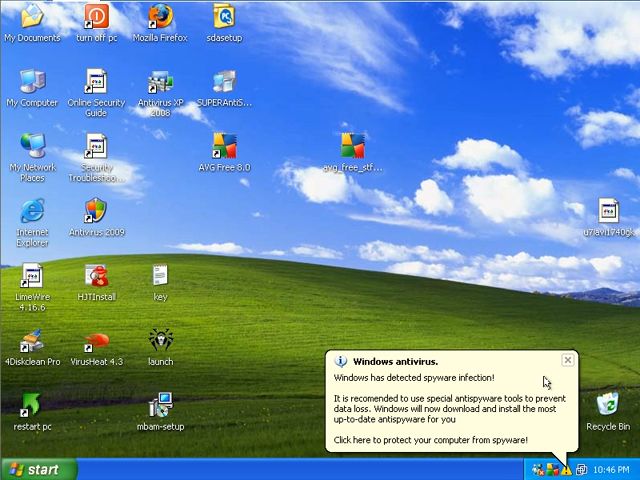 My Documents
turn off pc
Mozilla Firefox
sdasetup
My Computer
Online Security
Guide
Antivirus XP
2008
SUPERAntiS...
My Network
Places
Security
Troubleshoo...
AVG Free 8.0
avg_free_stf...
Internet
Explorer
Antivirus 2009
u7iavi1740gk
LimeWire
4.16.6
HJTInstall
key
4Diskclean Pro
VirusHeat 4.3
launch
restart pc
mbam-setup
Windows antivirus.
Windows has detected spyware infection!
It is recomended to use special antispyware tools to prevent
data loss. Windows will now download and install the most
up-to-date antispyware for you
Click here to protect your computer from spyware!
Recycle Bin
start
10:46 PM